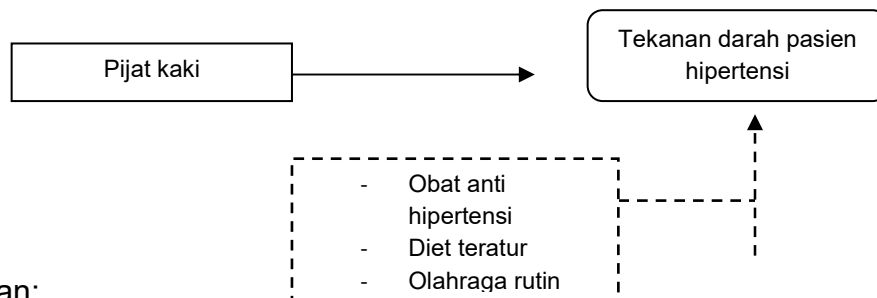 Pijat kaki
Tekanan darah pasien
hipertensi
- Obat anti
hipertensi
- Diet teratur
- Olahraga rutin
an: